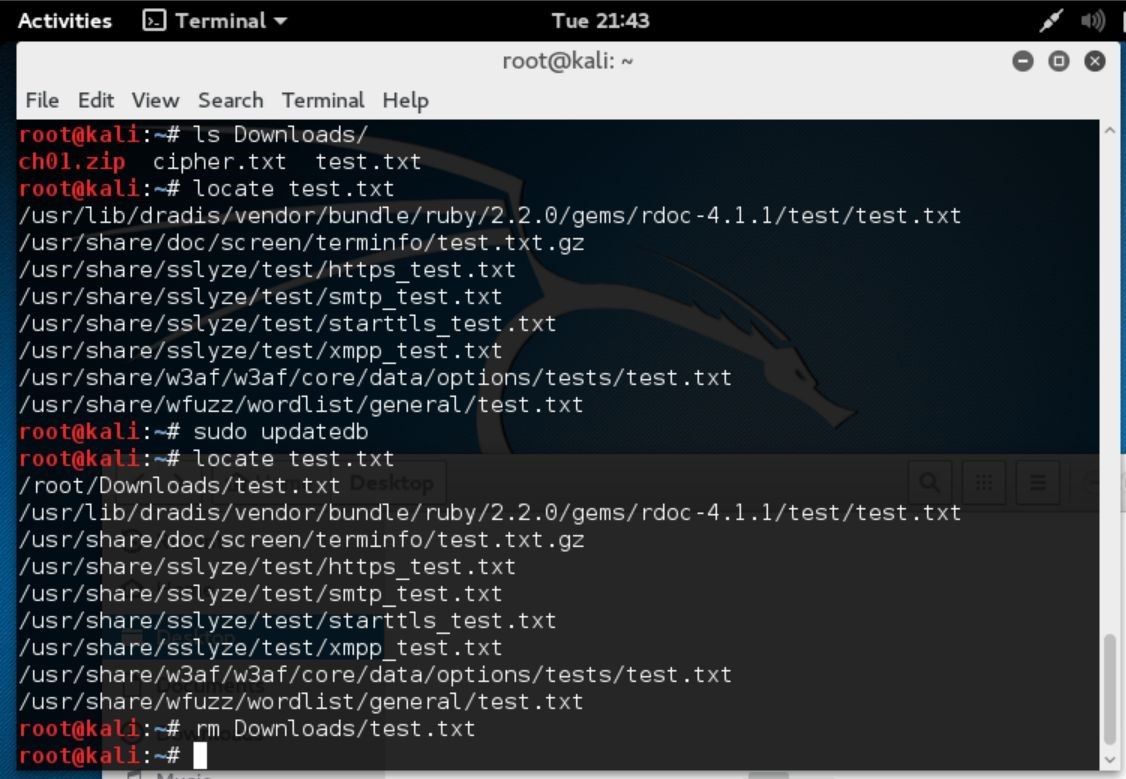 Activities Terminal Tue 21:43
root@kali: ~
File Edit View Search Terminal Help
root@kali:~# ls Downloads/
ch01.zip cipher.txt test.txt
root@kali:~# locate test.txt
/usr/lib/dradis/vendor/bundle/ruby/2.2.0/gems/rdoc-4.1.1/test/test.txt
/usr/share/doc/screen/terminfo/test.txt.gz
/usr/share/sslyze/test/https_test.txt
/usr/share/sslyze/test/smtp_test.txt
/usr/share/sslyze/test/starttls_test.txt
/usr/share/sslyze/test/xmpp_test.txt
/usr/share/w3af/w3af/core/data/options/tests/test.txt
/usr/share/wfuzz/wordlist/general/test.txt
root@kali:~# sudo updatedb
root@kali:~# locate test.txt
/root/Downloads/test.txt
Desktop
/usr/lib/dradis/vendor/bundle/ruby/2.2.0/gems/rdoc-4.1.1/test/test.txt
/usr/share/doc/screen/terminfo/test.txt.gz
/usr/share/sslyze/test/https_test.txt
/usr/share/sslyze/test/smtp_test.txt
/usr/share/sslyze/test/starttls_test.txt
Desktop
/usr/share/sslyze/test/xmpp_test.txt
/usr/share/w3af/w3af/core/data/options/tests/test.txt
Documents
/usr/share/wfuzz/wordlist/general/test.txt
root@kali:~# rm Downloads/test.txt
root@kali:~#